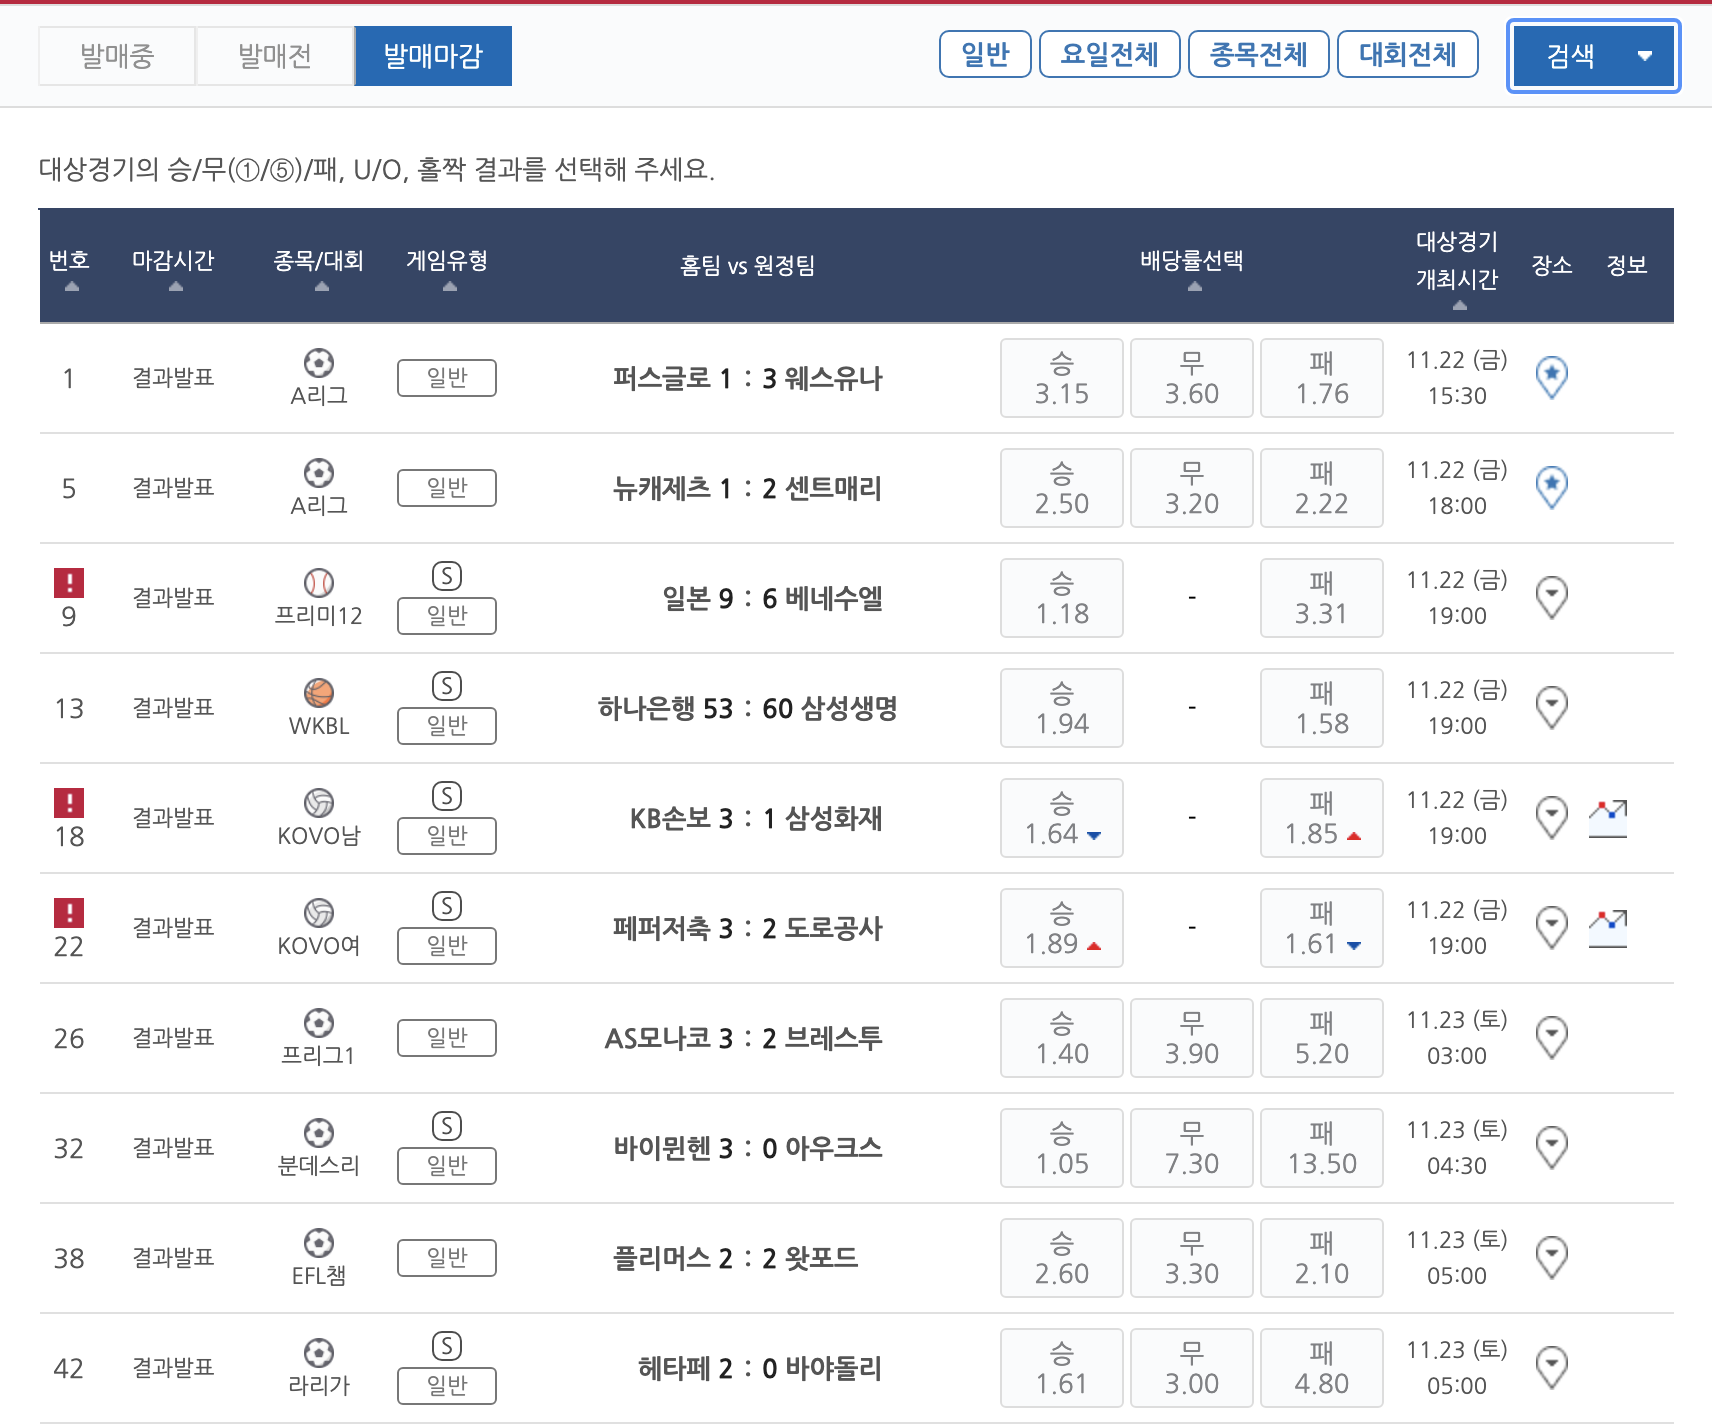 발매중 발매전 발매마감 일반 요일전체 종목전체 대회전체 검색
대상경기의 승/무(①/⑤)/패, U/O, 홀짝 결과를 선택해 주세요.
번호 마감시간 종목/대회 게임유형 홈팀 vs 원정팀 배당률선택 대상경기 개최시간 장소 정보
1 결과발표 A리그 일반 퍼스글로 1 : 3 웨스유나 승 3.15 무 3.60 패 1.76 11.22 (금) 15:30
5 결과발표 A리그 일반 뉴캐제츠 1 : 2 센트매리 승 2.50 무 3.20 패 2.22 11.22 (금) 18:00
! 9 결과발표 프리미12 S 일반 일본 9 : 6 베네수엘 승 1.18 - 패 3.31 11.22 (금) 19:00
13 결과발표 WKBL S 일반 하나은행 53 : 60 삼성생명 승 1.94 - 패 1.58 11.22 (금) 19:00
! 18 결과발표 KOVO남 S 일반 KB손보 3 : 1 삼성화재 승 1.64 - 패 1.85 11.22 (금) 19:00
! 22 결과발표 KOVO여 S 일반 페퍼저축 3 : 2 도로공사 승 1.89 - 패 1.61 11.22 (금) 19:00
26 결과발표 프리그1 일반 AS모나코 3 : 2 브레스투 승 1.40 무 3.90 패 5.20 11.23 (토) 03:00
32 결과발표 분데스리 S 일반 바이뮌헨 3 : 0 아우크스 승 1.05 무 7.30 패 13.50 11.23 (토) 04:30
38 결과발표 EFL챔 일반 플리머스 2 : 2 왓포드 승 2.60 무 3.30 패 2.10 11.23 (토) 05:00
42 결과발표 라리가 S 일반 헤타페 2 : 0 바야돌리 승 1.61 무 3.00 패 4.80 11.23 (토) 05:00